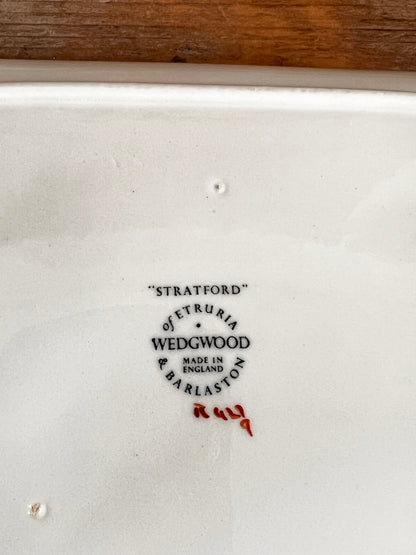 "STRATFORD"
of ETRURIA
WEDGWOOD
MADE IN
ENGLAND
& BARLASTON